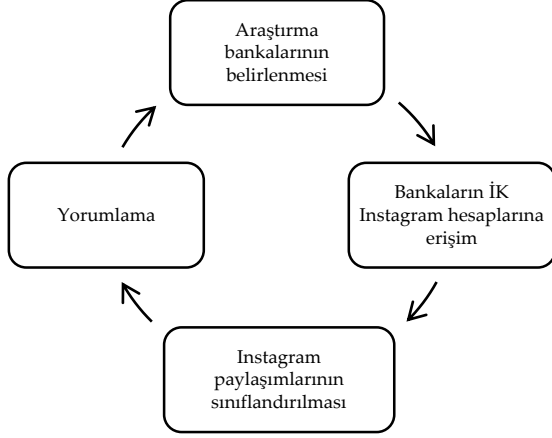 Araştırma
bankalarının
belirlenmesi
Bankaların İK
Instagram hesaplarına
erişim
Instagram
paylaşımlarının
sınıflandırılması
Yorumlama